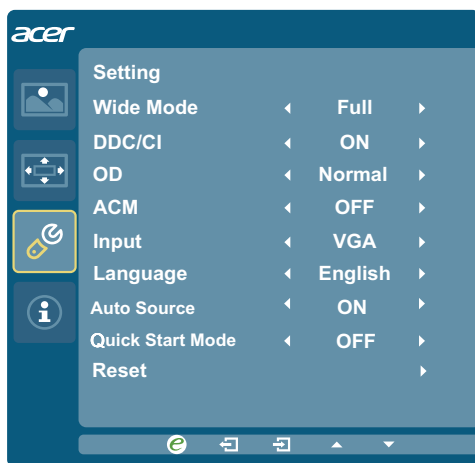 acer
Setting
Wide Mode Full
DDC/CI ON
OD Normal
ACM OFF
Input VGA
Language English
Auto Source ON
Quick Start Mode OFF
Reset